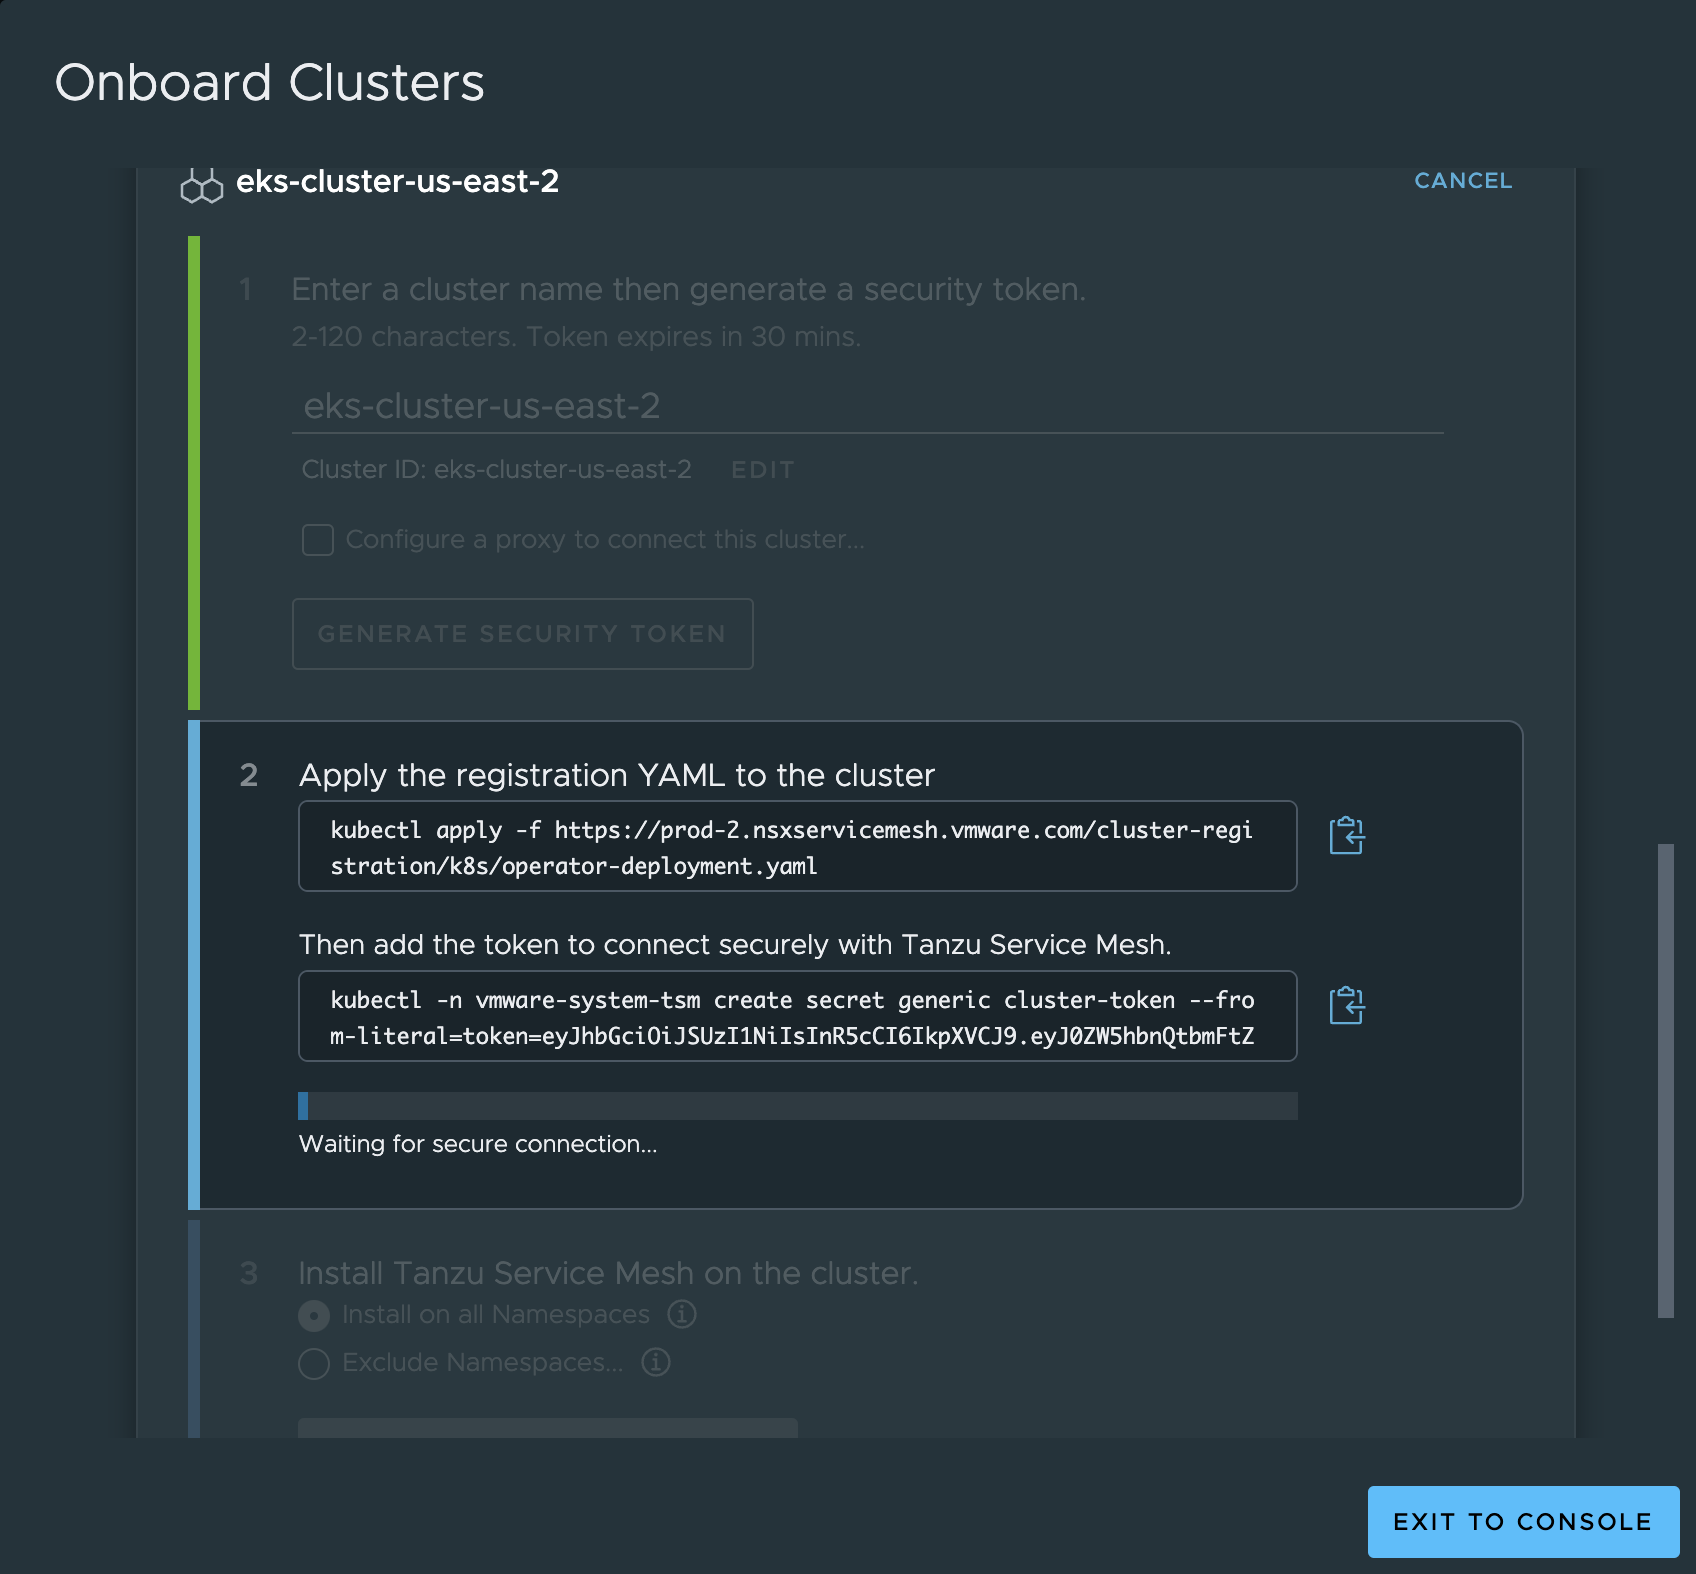 Onboard Clusters
eks-cluster-us-east-2
CANCEL
1 Enter a cluster name then generate a security token.
2-120 characters. Token expires in 30 mins.
eks-cluster-us-east-2
Cluster ID: eks-cluster-us-east-2 EDIT
Configure a proxy to connect this cluster...
GENERATE SECURITY TOKEN
2 Apply the registration YAML to the cluster
kubectl apply -f https://prod-2.nsxservicemesh.vmware.com/cluster-regi
stration/k8s/operator-deployment.yaml
Then add the token to connect securely with Tanzu Service Mesh.
kubectl -n vmware-system-tsm create secret generic cluster-token --fro
m-literal=token=eyJhbGciOiJSUzI1NiIsInR5cCI6IkpXVCJ9.eyJ0ZW5hbnQtbmFtZ
Waiting for secure connection...
3 Install Tanzu Service Mesh on the cluster.
Install on all Namespaces
Exclude Namespaces...
EXIT TO CONSOLE